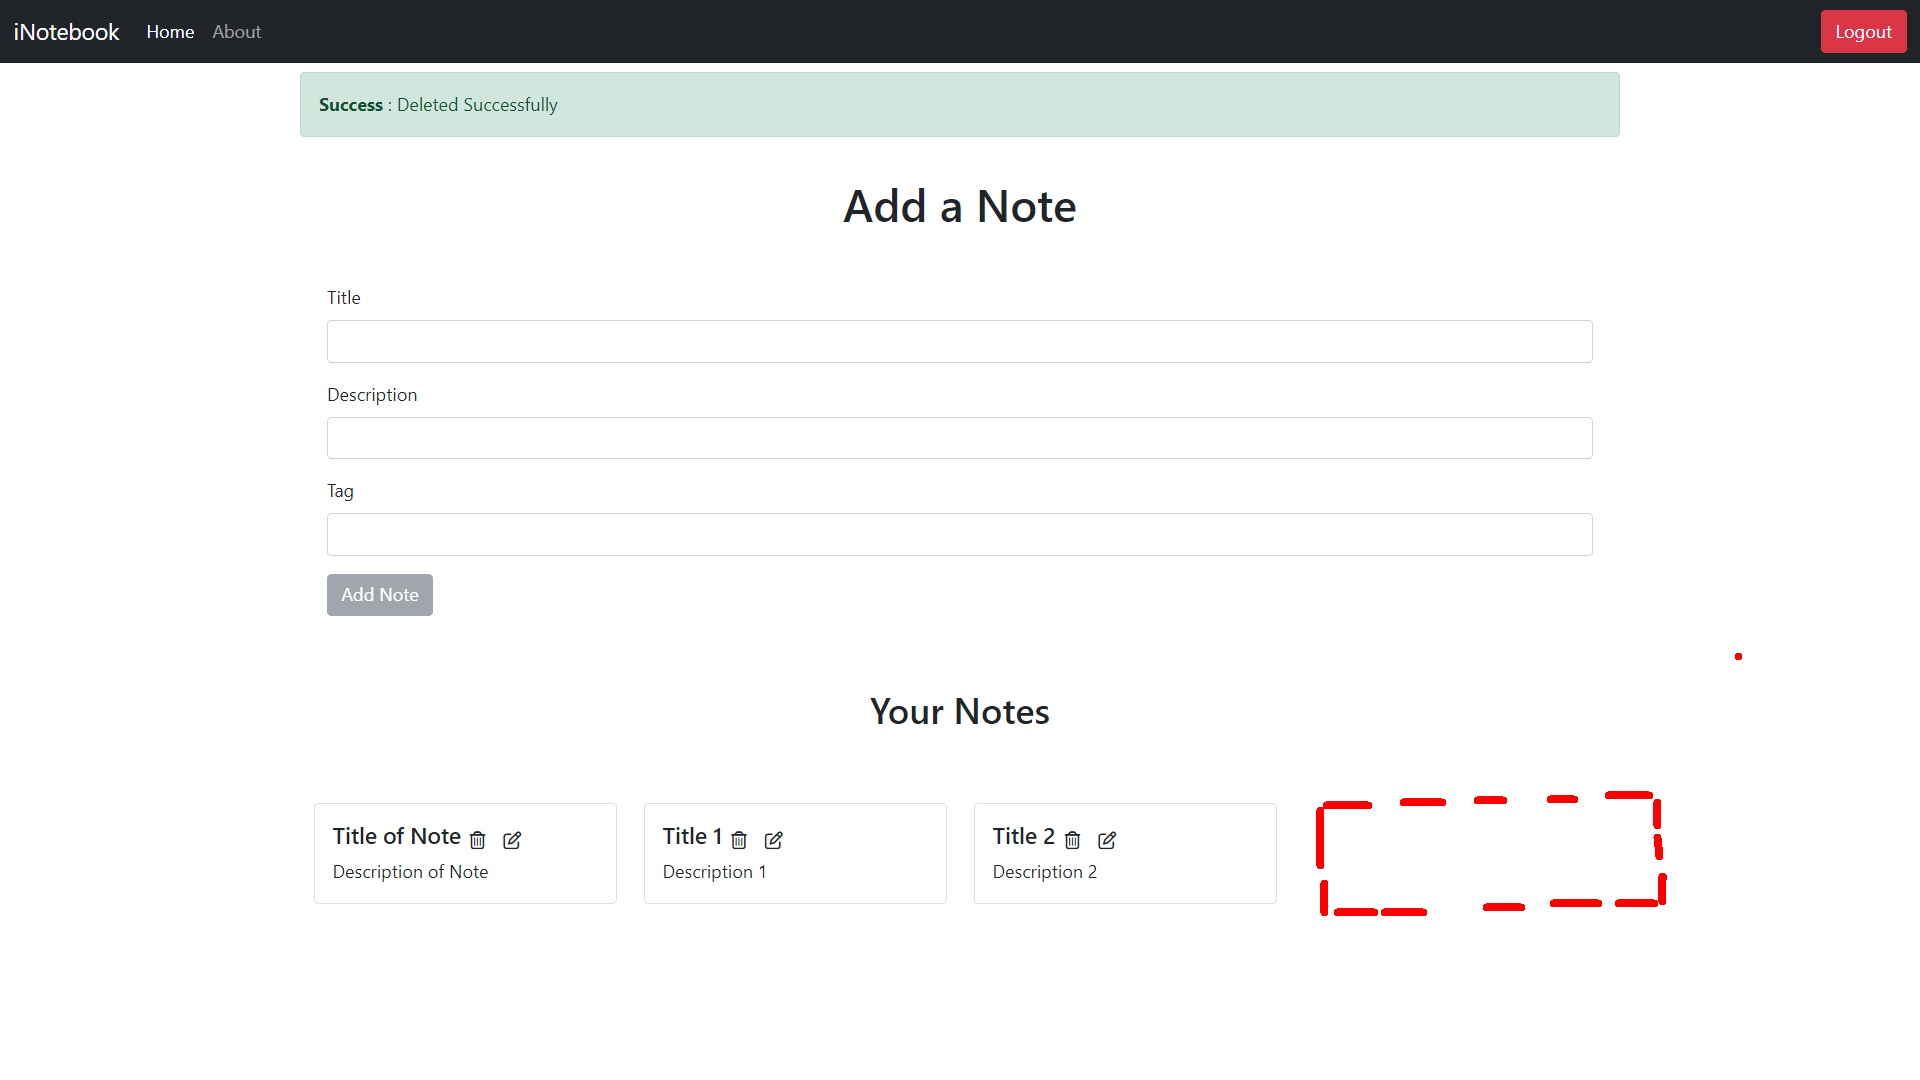 iNotebook Home About Logout
Success : Deleted Successfully
Add a Note
Title
Description
Tag
Add Note
Your Notes
Title of Note
Description of Note
Title 1
Description 1
Title 2
Description 2